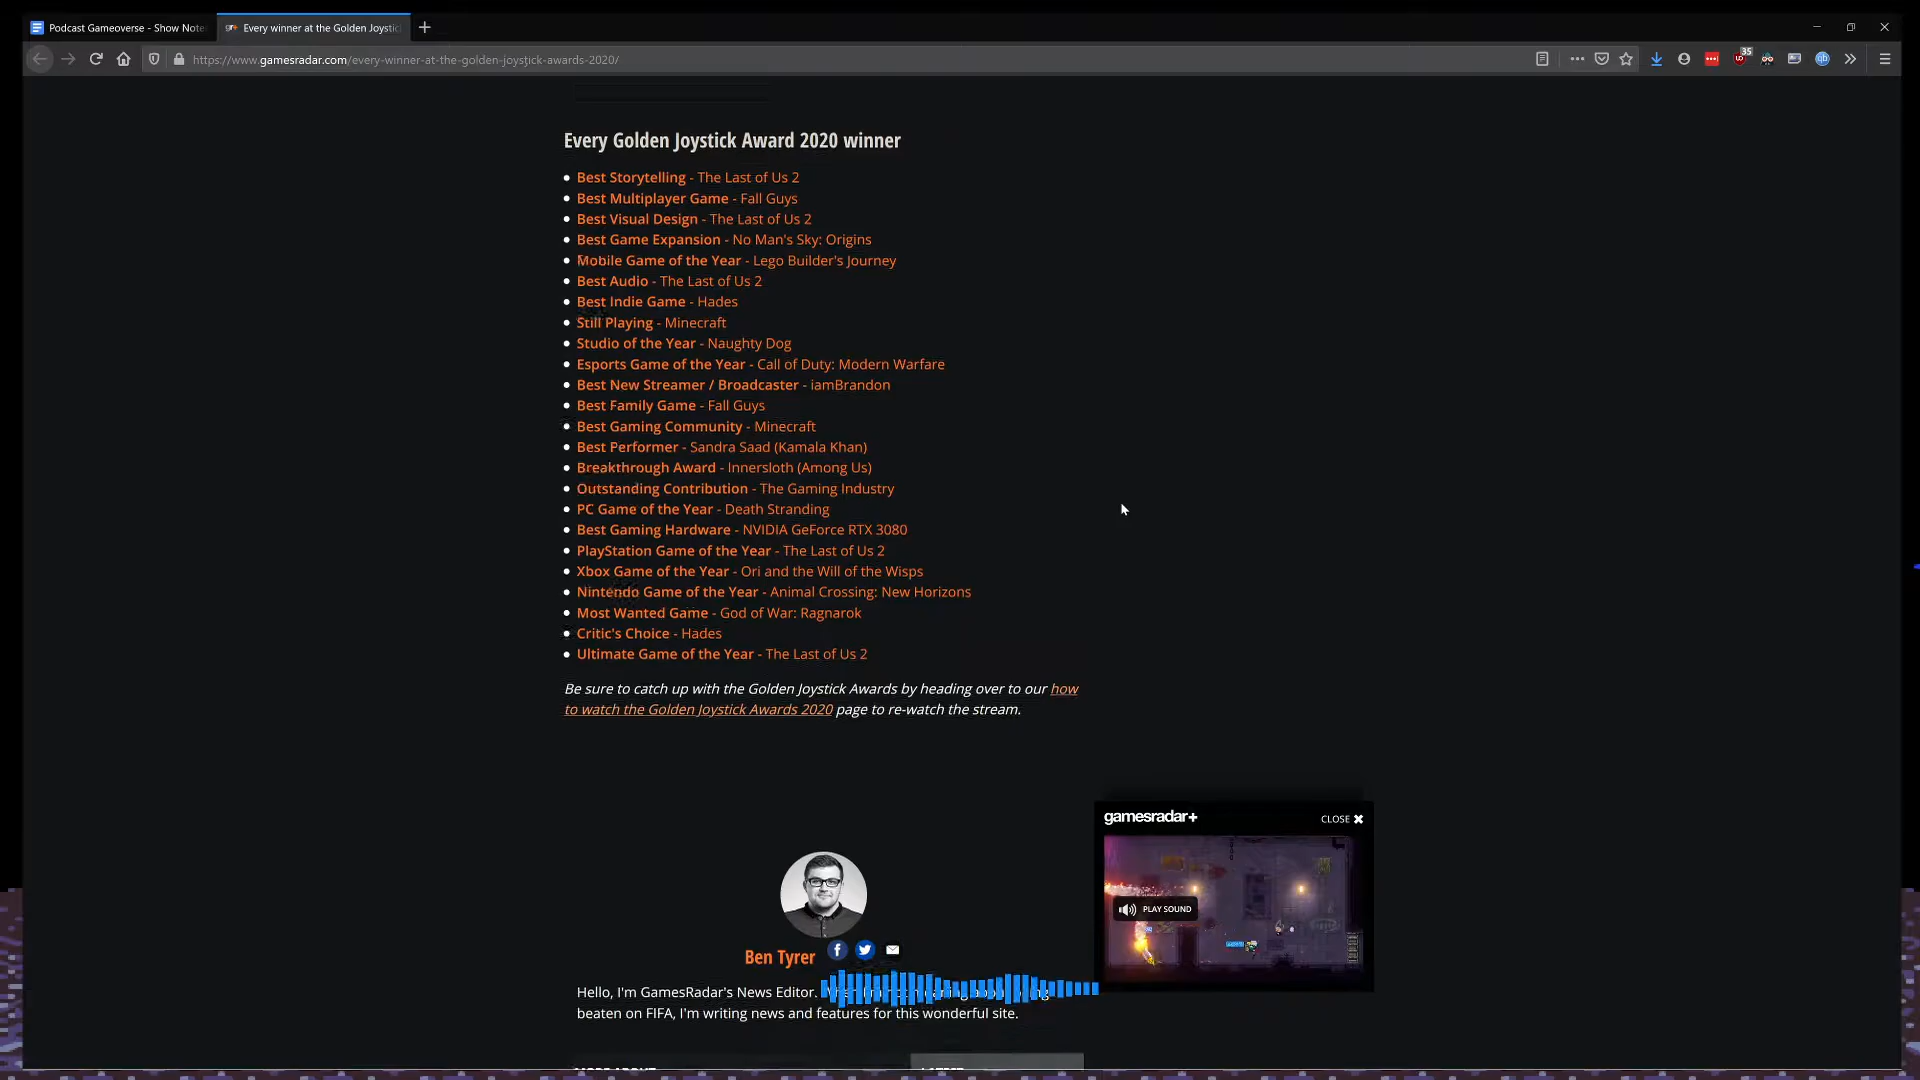 Podcast Gameoverse - Show Note
Every winner at the Golden Joystic
https://www.gamesradar.com/every-winner-at-the-golden-joystick-awards-2020/
35
Every Golden Joystick Award 2020 winner
Best Storytelling - The Last of Us 2
Best Multiplayer Game - Fall Guys
Best Visual Design - The Last of Us 2
Best Game Expansion - No Man's Sky: Origins
Mobile Game of the Year - Lego Builder's Journey
Best Audio - The Last of Us 2
Best Indie Game - Hades
Still Playing - Minecraft
Studio of the Year - Naughty Dog
Esports Game of the Year - Call of Duty: Modern Warfare
Best New Streamer / Broadcaster - iamBrandon
Best Family Game - Fall Guys
Best Gaming Community - Minecraft
Best Performer - Sandra Saad (Kamala Khan)
Breakthrough Award - Innersloth (Among Us)
Outstanding Contribution - The Gaming Industry
PC Game of the Year - Death Stranding
Best Gaming Hardware - NVIDIA GeForce RTX 3080
PlayStation Game of the Year - The Last of Us 2
Xbox Game of the Year - Ori and the Will of the Wisps
Nintendo Game of the Year - Animal Crossing: New Horizons
Most Wanted Game - God of War: Ragnarok
Critic's Choice - Hades
Ultimate Game of the Year - The Last of Us 2
Be sure to catch up with the Golden Joystick Awards by heading over to our how
to watch the Golden Joystick Awards 2020 page to re-watch the stream.
gamesradar+
CLOSE
PLAY SOUND
Ben Tyrer
Hello, I'm GamesRadar's News Editor.
beaten on FIFA, I'm writing news and features for this wonderful site.